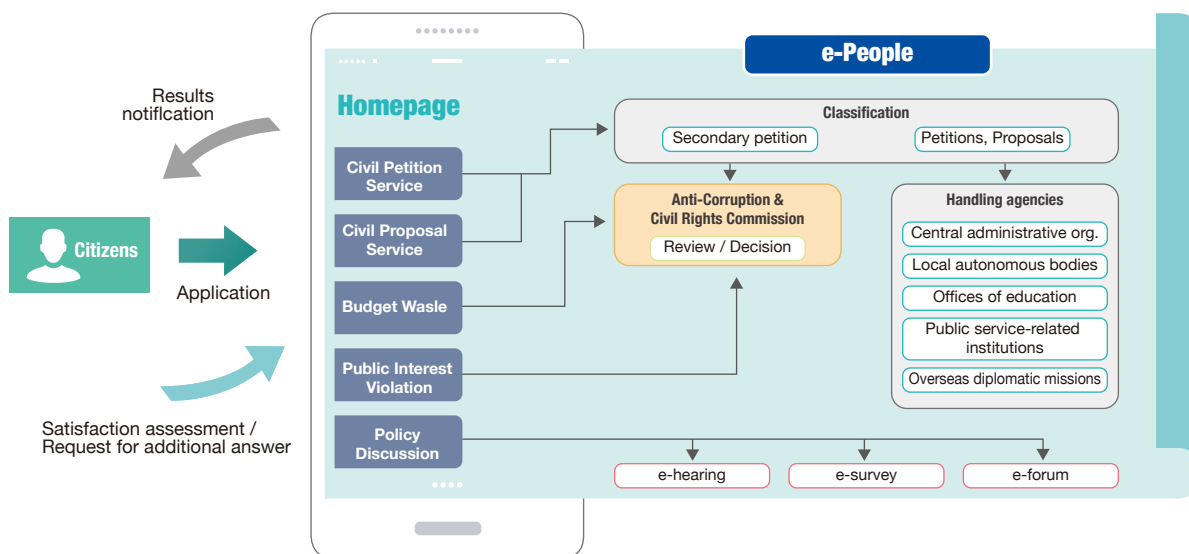 e-People
Results
notification
Homepage
Classification
Secondary petition
Petitions, Proposals
Civil Petition
Service
Civil Proposal
Service
Budget Wasle
Public Interest
Violation
Policy
Discussion
Anti-Corruption &
Civil Rights Commission
Review / Decision
Handling agencies
Central administrative org.
Local autonomous bodies
Offices of education
Public service-related
institutions
Overseas diplomatic missions
Citizens
Application
Satisfaction assessment /
Request for additional answer
e-hearing
e-survey
e-forum